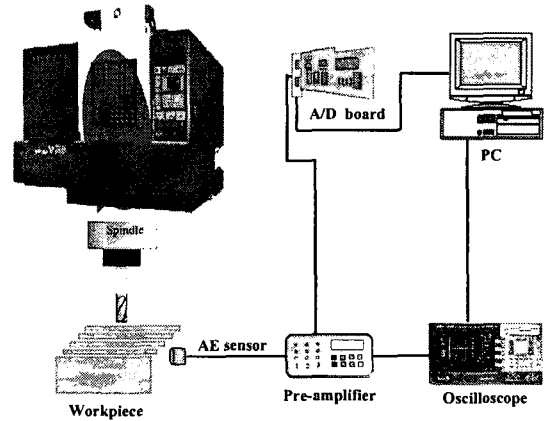 A/D board
PC
Spindle
AE sensor
Workpiece
Pre-amplifier
Oscilloscope